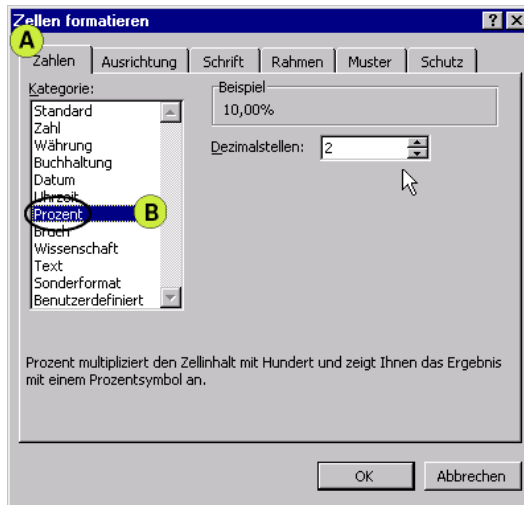 Zellen formatieren
A
Zahlen Ausrichtung Schrift Rahmen Muster Schutz
Kategorie:
Standard
Zahl
Währung
Buchhaltung
Datum
Uhrzeit
Prozent
B
Bruch
Wissenschaft
Text
Sonderformat
Benutzerdefiniert
Beispiel
10,00%
Dezimalstellen: 2
Prozent multipliziert den Zellinhalt mit Hundert und zeigt Ihnen das Ergebnis
mit einem Prozentsymbol an.
OK Abbrechen